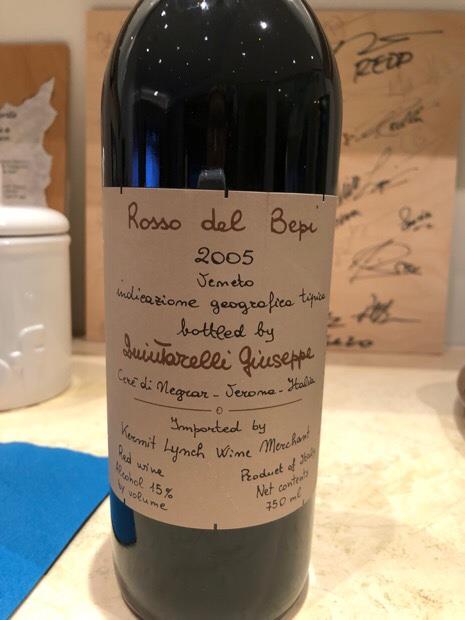 Rosso del Bepi
2005
Veneto
indicazione geografica tipica
bottled by
Quintarelli Giuseppe
Cerè di Negrar - Verona - Italia
Imported by
Kermit Lynch Wine Merchant
Red wine
Alcohol 15%
by volume
Product of Italy
Net contents
750 ml
REDD